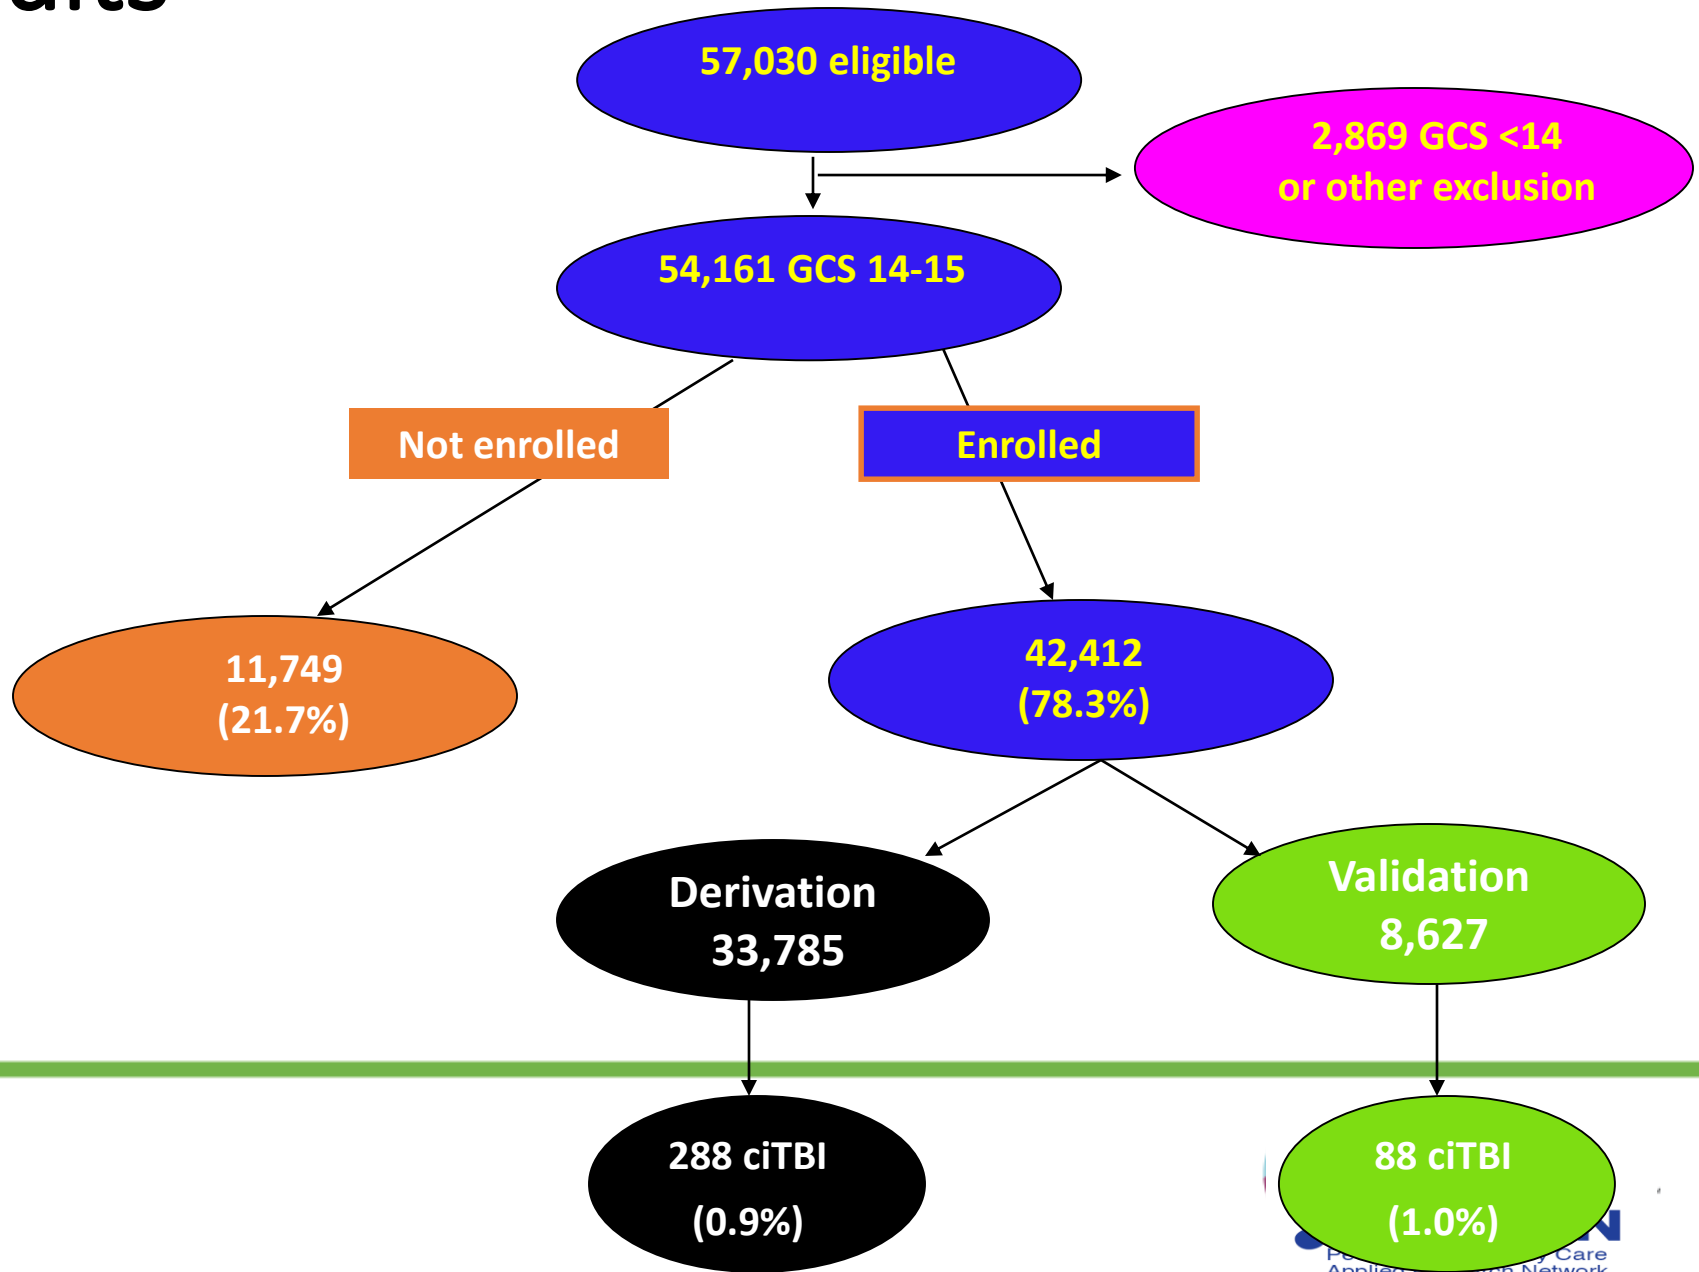 57,030 eligible
2,869 GCS <14
or other exclusion
54,161 GCS 14-15
Not enrolled
Enrolled
11,749
(21.7%)
42,412
(78.3%)
Derivation
33,785
Validation
8,627
288 ciTBI
(0.9%)
88 ciTBI
(1.0%)
Care
Network